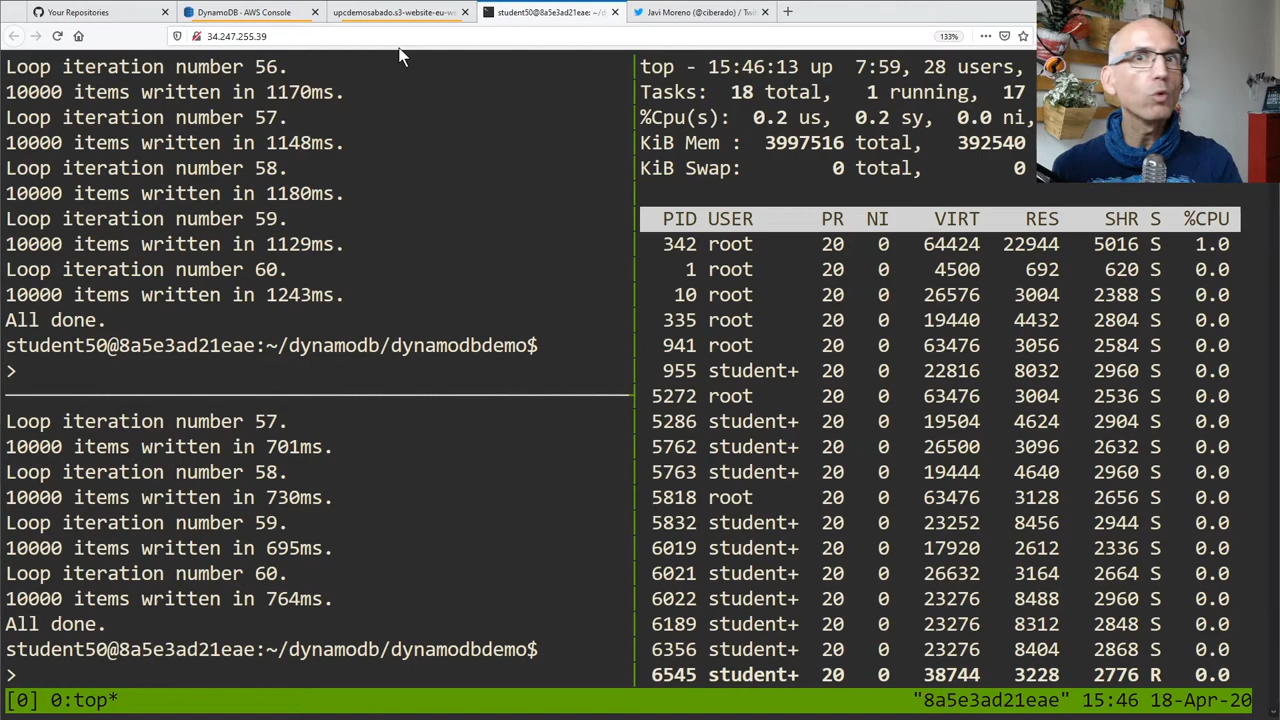 Your Repositories
DynamoDB - AWS Console
upcdemosabado.s3-website-eu-we
student50@8a5e3ad21eae: ~/d
Javi Moreno (@ciberado) / Twit
34.247.255.39
133%
Loop iteration number 56.
10000 items written in 1170ms.
Loop iteration number 57.
10000 items written in 1148ms.
Loop iteration number 58.
10000 items written in 1180ms.
Loop iteration number 59.
10000 items written in 1129ms.
Loop iteration number 60.
10000 items written in 1243ms.
All done.
student50@8a5e3ad21eae:~/dynamodb/dynamodbdemo$
>
Loop iteration number 57.
10000 items written in 701ms.
Loop iteration number 58.
10000 items written in 730ms.
Loop iteration number 59.
10000 items written in 695ms.
Loop iteration number 60.
10000 items written in 764ms.
All done.
student50@8a5e3ad21eae:~/dynamodb/dynamodbdemo$
>
top - 15:46:13 up 7:59, 28 users,
Tasks: 18 total, 1 running, 17
%Cpu(s): 0.2 us, 0.2 sy, 0.0 ni,
KiB Mem : 3997516 total, 392540
KiB Swap: 0 total, 0
PID USER PR NI VIRT RES SHR S %CPU
342 root 20 0 64424 22944 5016 S 1.0
1 root 20 0 4500 692 620 S 0.0
10 root 20 0 26576 3004 2388 S 0.0
335 root 20 0 19440 4432 2804 S 0.0
941 root 20 0 63476 3056 2584 S 0.0
955 student+ 20 0 22816 8032 2960 S 0.0
5272 root 20 0 63476 3004 2536 S 0.0
5286 student+ 20 0 19504 4624 2904 S 0.0
5762 student+ 20 0 26500 3096 2632 S 0.0
5763 student+ 20 0 19444 4640 2960 S 0.0
5818 root 20 0 63476 3128 2656 S 0.0
5832 student+ 20 0 23252 8456 2944 S 0.0
6019 student+ 20 0 17920 2612 2336 S 0.0
6021 student+ 20 0 26632 3164 2664 S 0.0
6022 student+ 20 0 23276 8488 2960 S 0.0
6189 student+ 20 0 23276 8312 2848 S 0.0
6356 student+ 20 0 23276 8404 2868 S 0.0
6545 student+ 20 0 38744 3228 2776 R 0.0
[0] 0:top*
"8a5e3ad21eae" 15:46 18-Apr-20